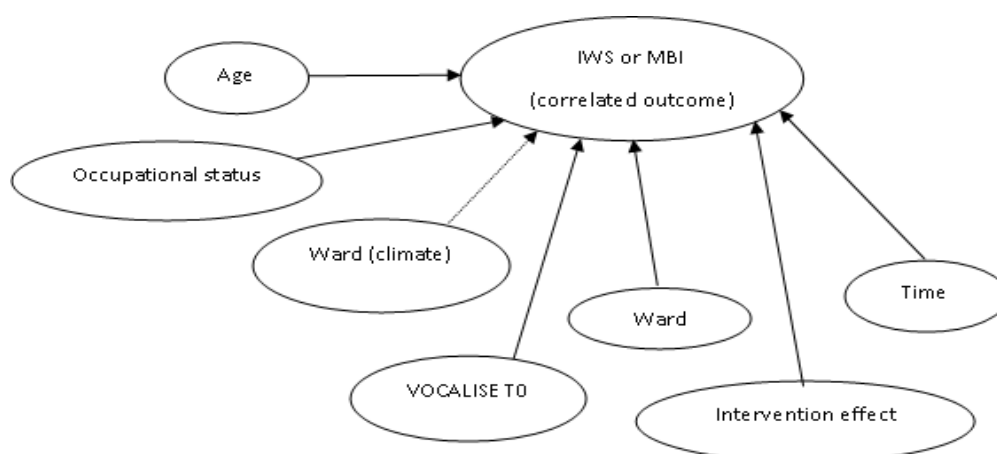 IWS or MBI
(correlated outcome)
Age
Occupational status
Ward (climate)
Time
Ward
VOCALISE T0
Intervention effect